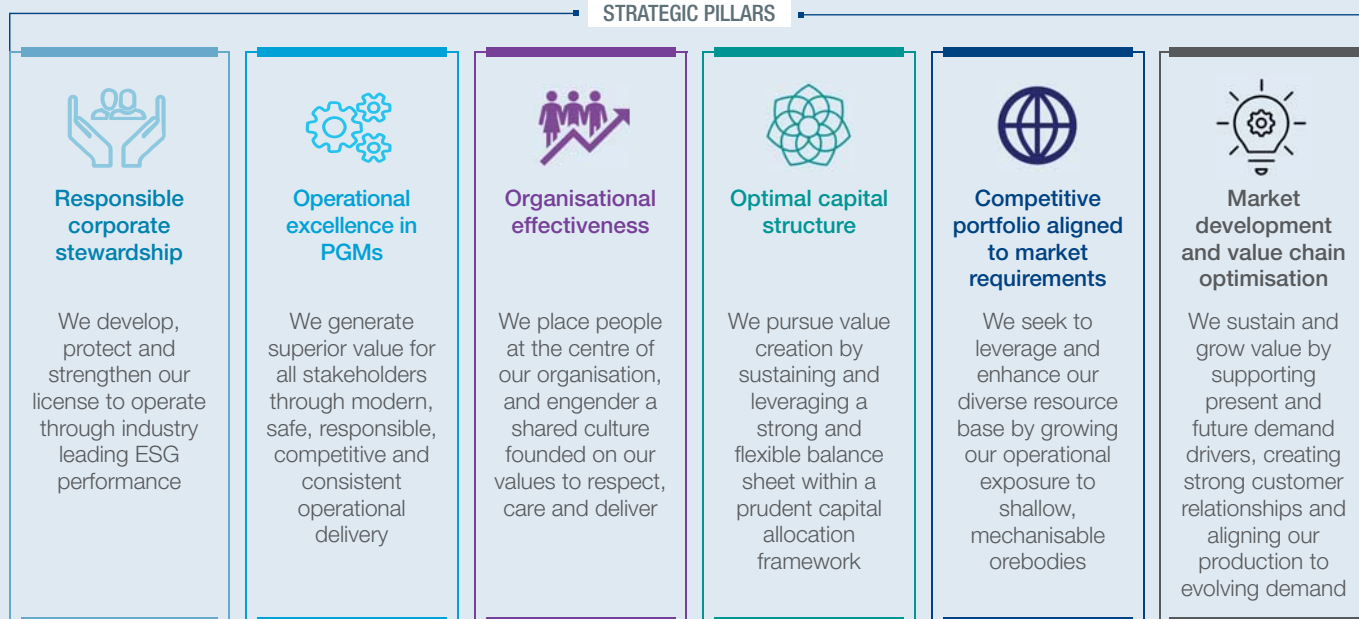 STRATEGIC PILLARS
Responsible
corporate
stewardship
We develop,
protect and
strengthen our
license to operate
through industry
leading ESG
performance
Operational
excellence in
PGMs
We generate
superior value for
all stakeholders
through modern,
safe, responsible,
competitive and
consistent
operational
delivery
Organisational
effectiveness
We place people
at the centre of
our organisation,
and engender a
shared culture
founded on our
values to respect,
care and deliver
Optimal capital
structure
We pursue value
creation by
sustaining and
leveraging a
strong and
flexible balance
sheet within a
prudent capital
allocation
framework
Competitive
portfolio aligned
to market
requirements
We seek to
leverage and
enhance our
diverse resource
base by growing
our operational
exposure to
shallow,
mechanisable
orebodies
Market
development
and value chain
optimisation
We sustain and
grow value by
supporting
present and
future demand
drivers, creating
strong customer
relationships and
aligning our
production to
evolving demand